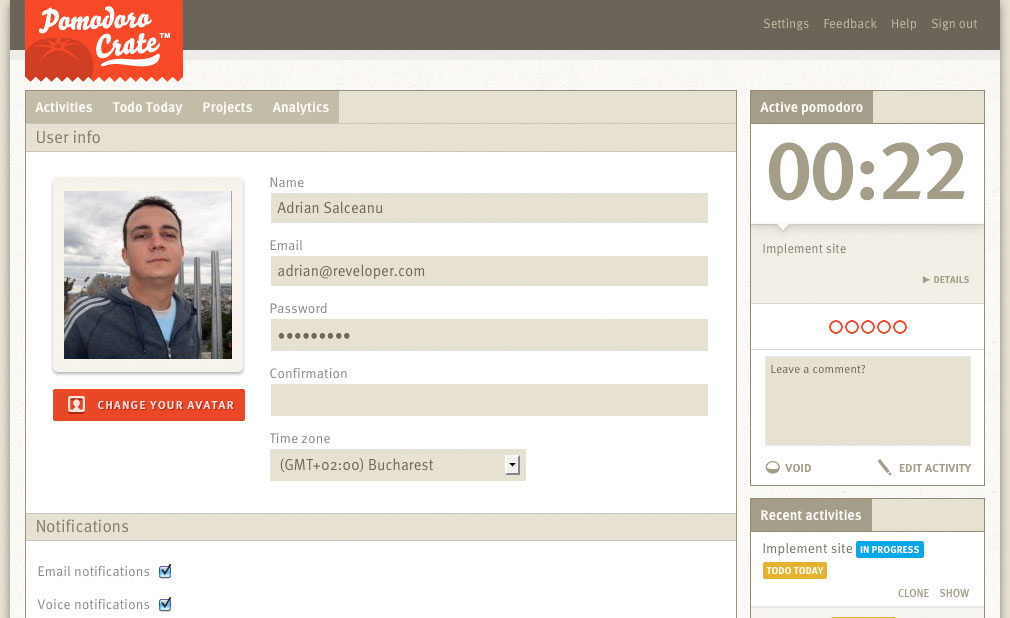 Pomodoro
Crate™
Settings Feedback Help Sign out
Activities Todo Today Projects Analytics
User info
Name
Adrian Salceanu
Email
adrian@reveloper.com
Password
•••••••••
Confirmation
Time zone
(GMT+02:00) Bucharest
CHANGE YOUR AVATAR
Notifications
Email notifications
Voice notifications
Active pomodoro
00:22
Implement site
DETAILS
Leave a comment?
VOID EDIT ACTIVITY
Recent activities
Implement site IN PROGRESS
TODO TODAY
CLONE SHOW